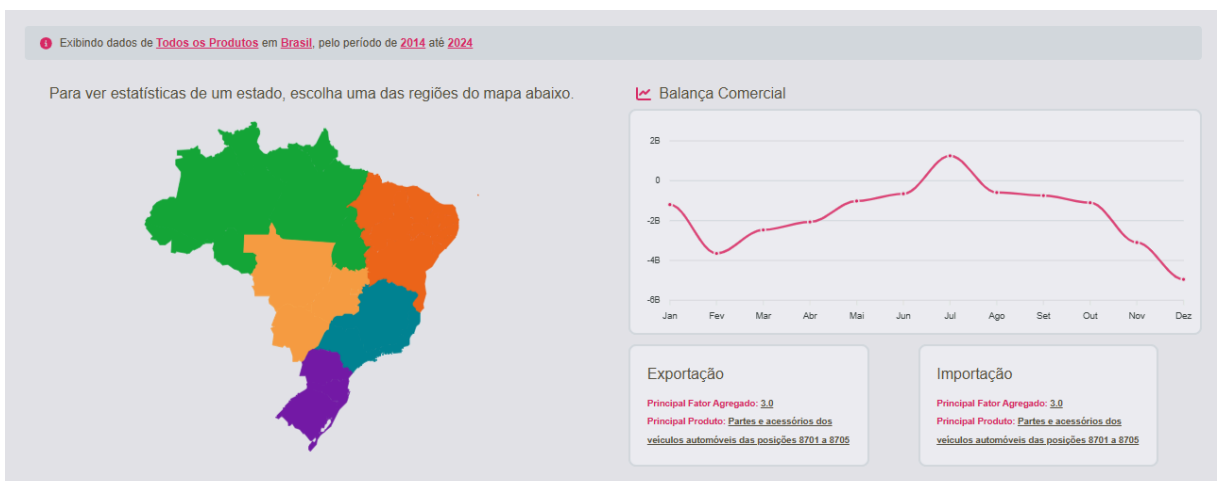 Exibindo dados de Todos os Produtos em Brasil, pelo período de 2014 até 2024
Para ver estatísticas de um estado, escolha uma das regiões do mapa abaixo.
Balança Comercial
2B
0
-2B
-4B
-6B
Jan Fev Mar Abr Mai Jun Jul Ago Set Out Nov Dez
Exportação
Principal Fator Agregado: 3.0
Principal Produto: Partes e acessórios dos
veículos automóveis das posições 8701 a 8705
Importação
Principal Fator Agregado: 3.0
Principal Produto: Partes e acessórios dos
veículos automóveis das posições 8701 a 8705